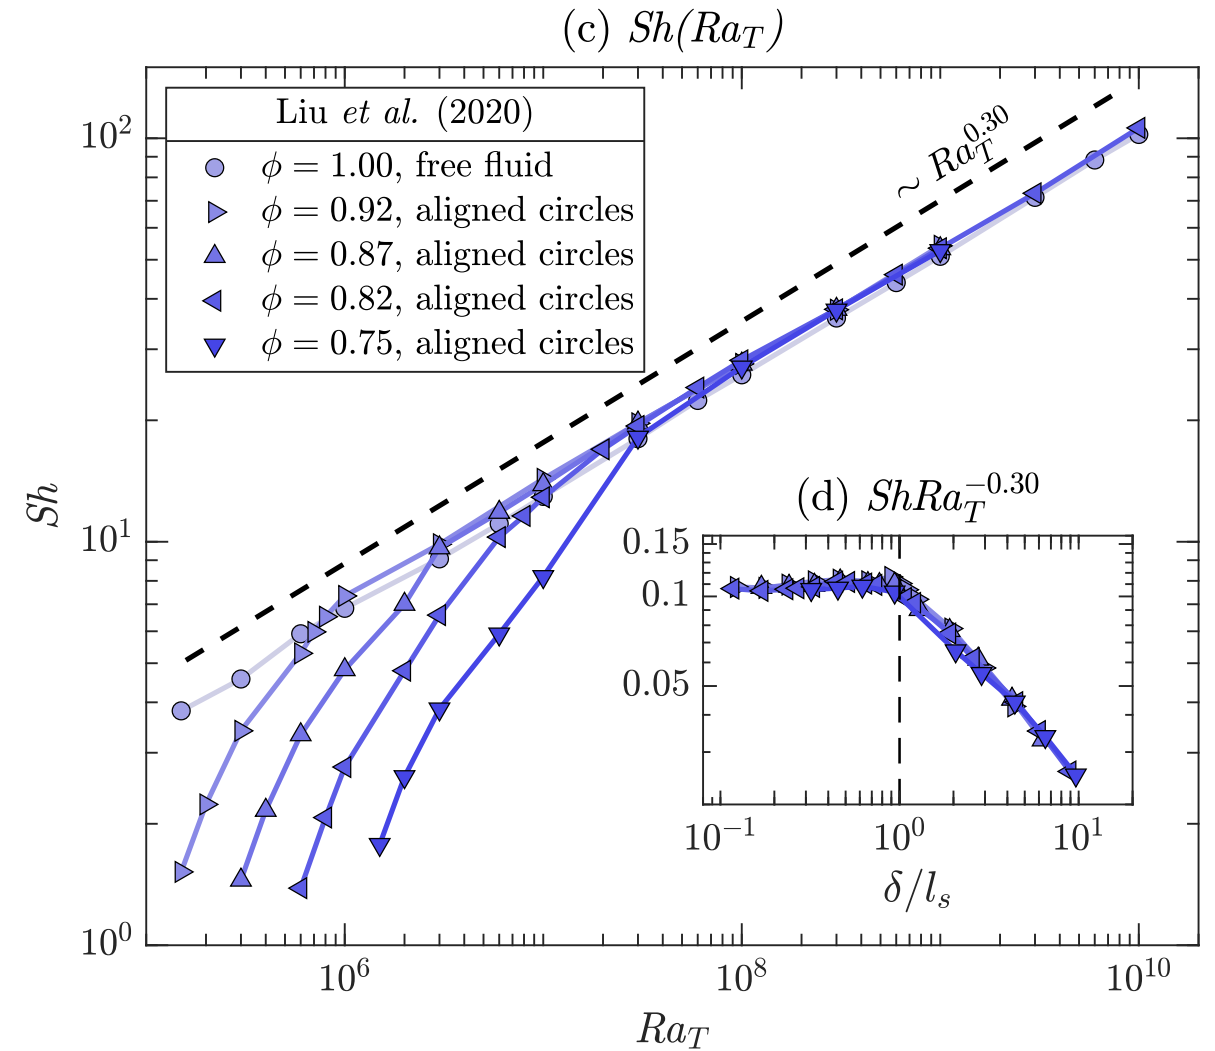 (c) Sh(Ra_T)
10^2
Liu et al. (2020)
ϕ = 1.00, free fluid
ϕ = 0.92, aligned circles
ϕ = 0.87, aligned circles
ϕ = 0.82, aligned circles
ϕ = 0.75, aligned circles
∼ Ra_T^0.30
Sh
10^1
(d) ShRa_T^−0.30
0.15
0.1
0.05
10^−1 10^0 10^1
δ/l_s
10^0
10^6 10^8 10^10
Ra_T